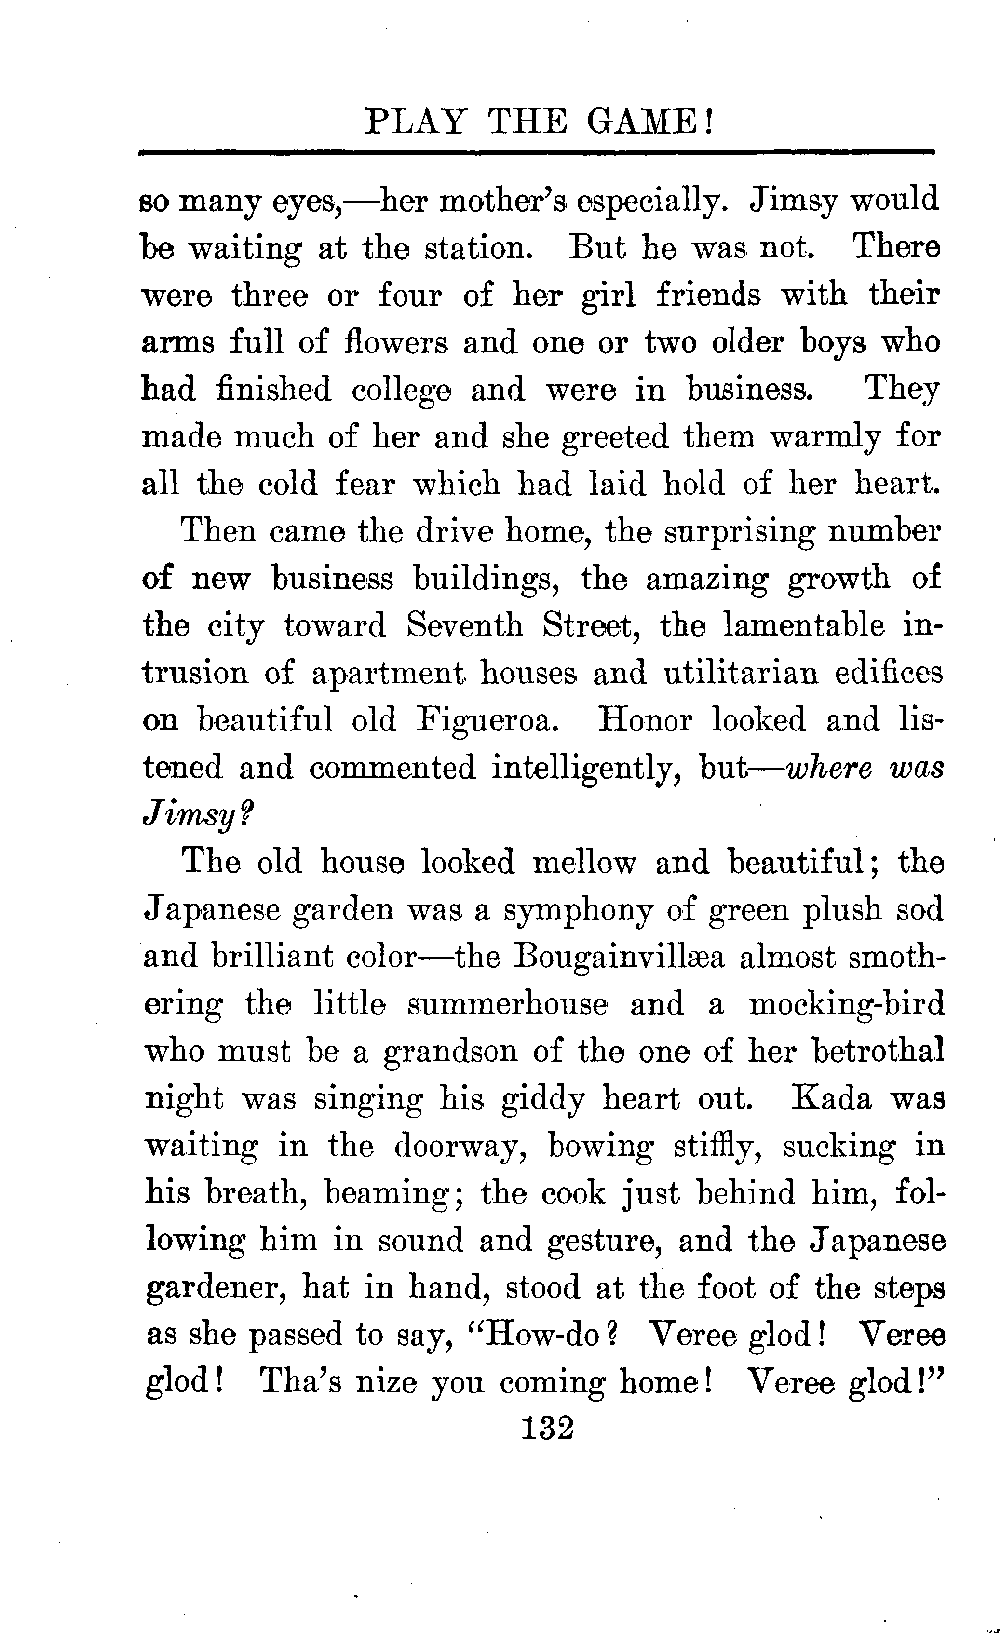 PLAY THE GAME!
so many eyes,—her mother's especially. Jimsy would
be waiting at the station. But he was not. There
were three or four of her girl friends with their
arms full of flowers and one or two older boys who
had finished college and were in business. They
made much of her and she greeted them warmly for
all the cold fear which had laid hold of her heart.
Then came the drive home, the surprising number
of new business buildings, the amazing growth of
the city toward Seventh Street, the lamentable in-
trusion of apartment houses and utilitarian edifices
on beautiful old Figueroa. Honor looked and lis-
tened and commented intelligently, but—where was
Jimsy?
The old house looked mellow and beautiful; the
Japanese garden was a symphony of green plush sod
and brilliant color—the Bougainvillæa almost smoth-
ering the little summerhouse and a mocking-bird
who must be a grandson of the one of her betrothal
night was singing his giddy heart out. Kada was
waiting in the doorway, bowing stiffly, sucking in
his breath, beaming; the cook just behind him, fol-
lowing him in sound and gesture, and the Japanese
gardener, hat in hand, stood at the foot of the steps
as she passed to say, "How-do? Veree glod! Veree
glod! Tha's nize you coming home! Veree glod!"
132